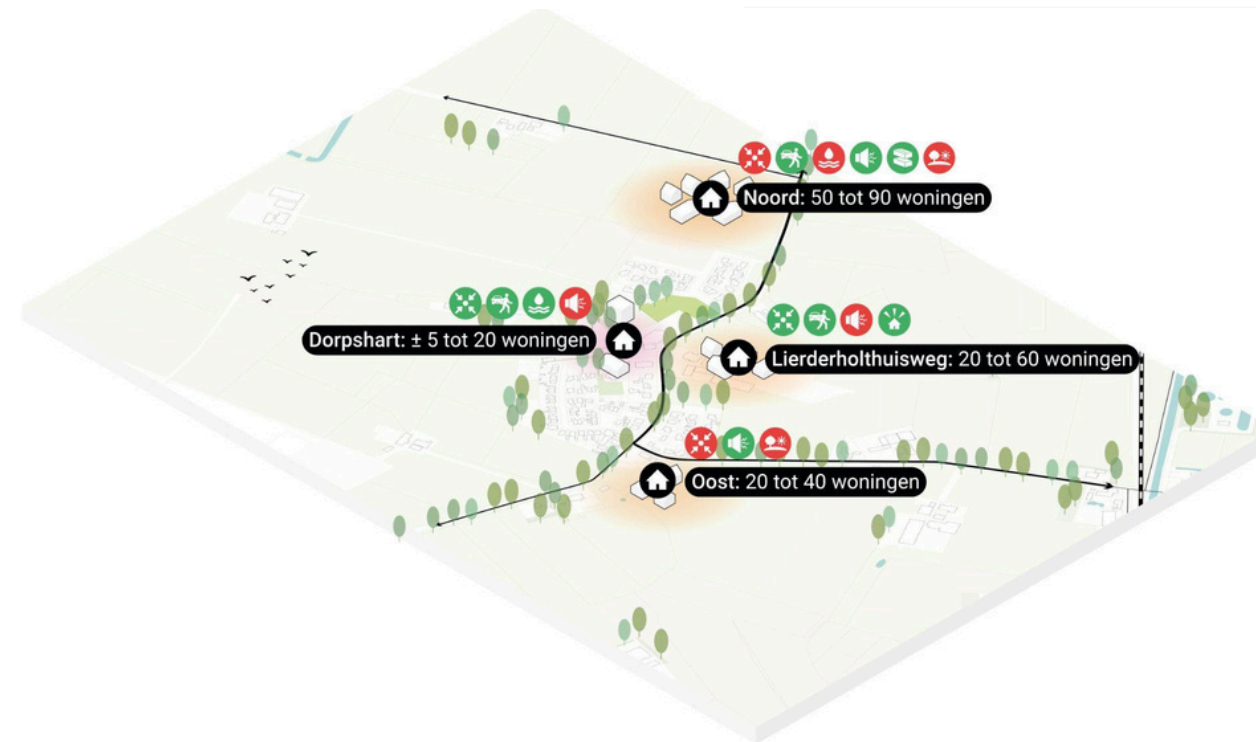 Noord: 50 tot 90 woningen
Dorpshart: ± 5 tot 20 woningen
Lierderholthuisweg: 20 tot 60 woningen
Oost: 20 tot 40 woningen